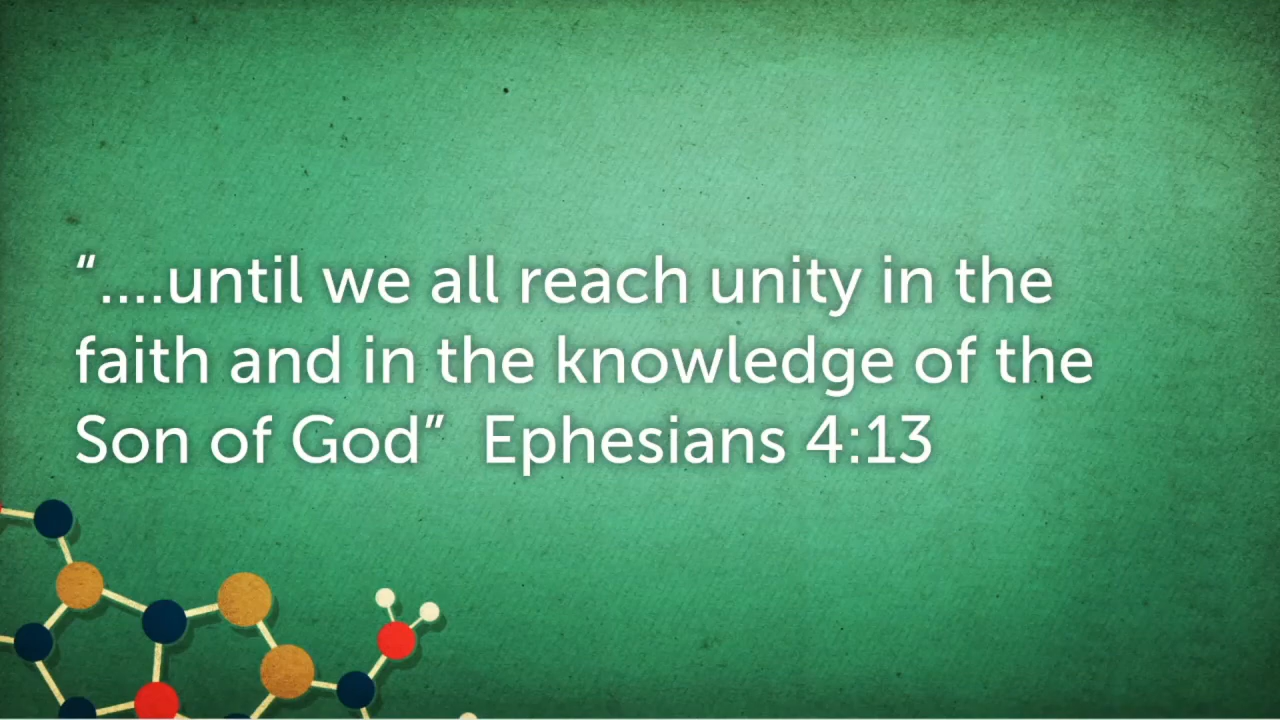 “....until we all reach unity in the
faith and in the knowledge of the
Son of God”  Ephesians 4:13